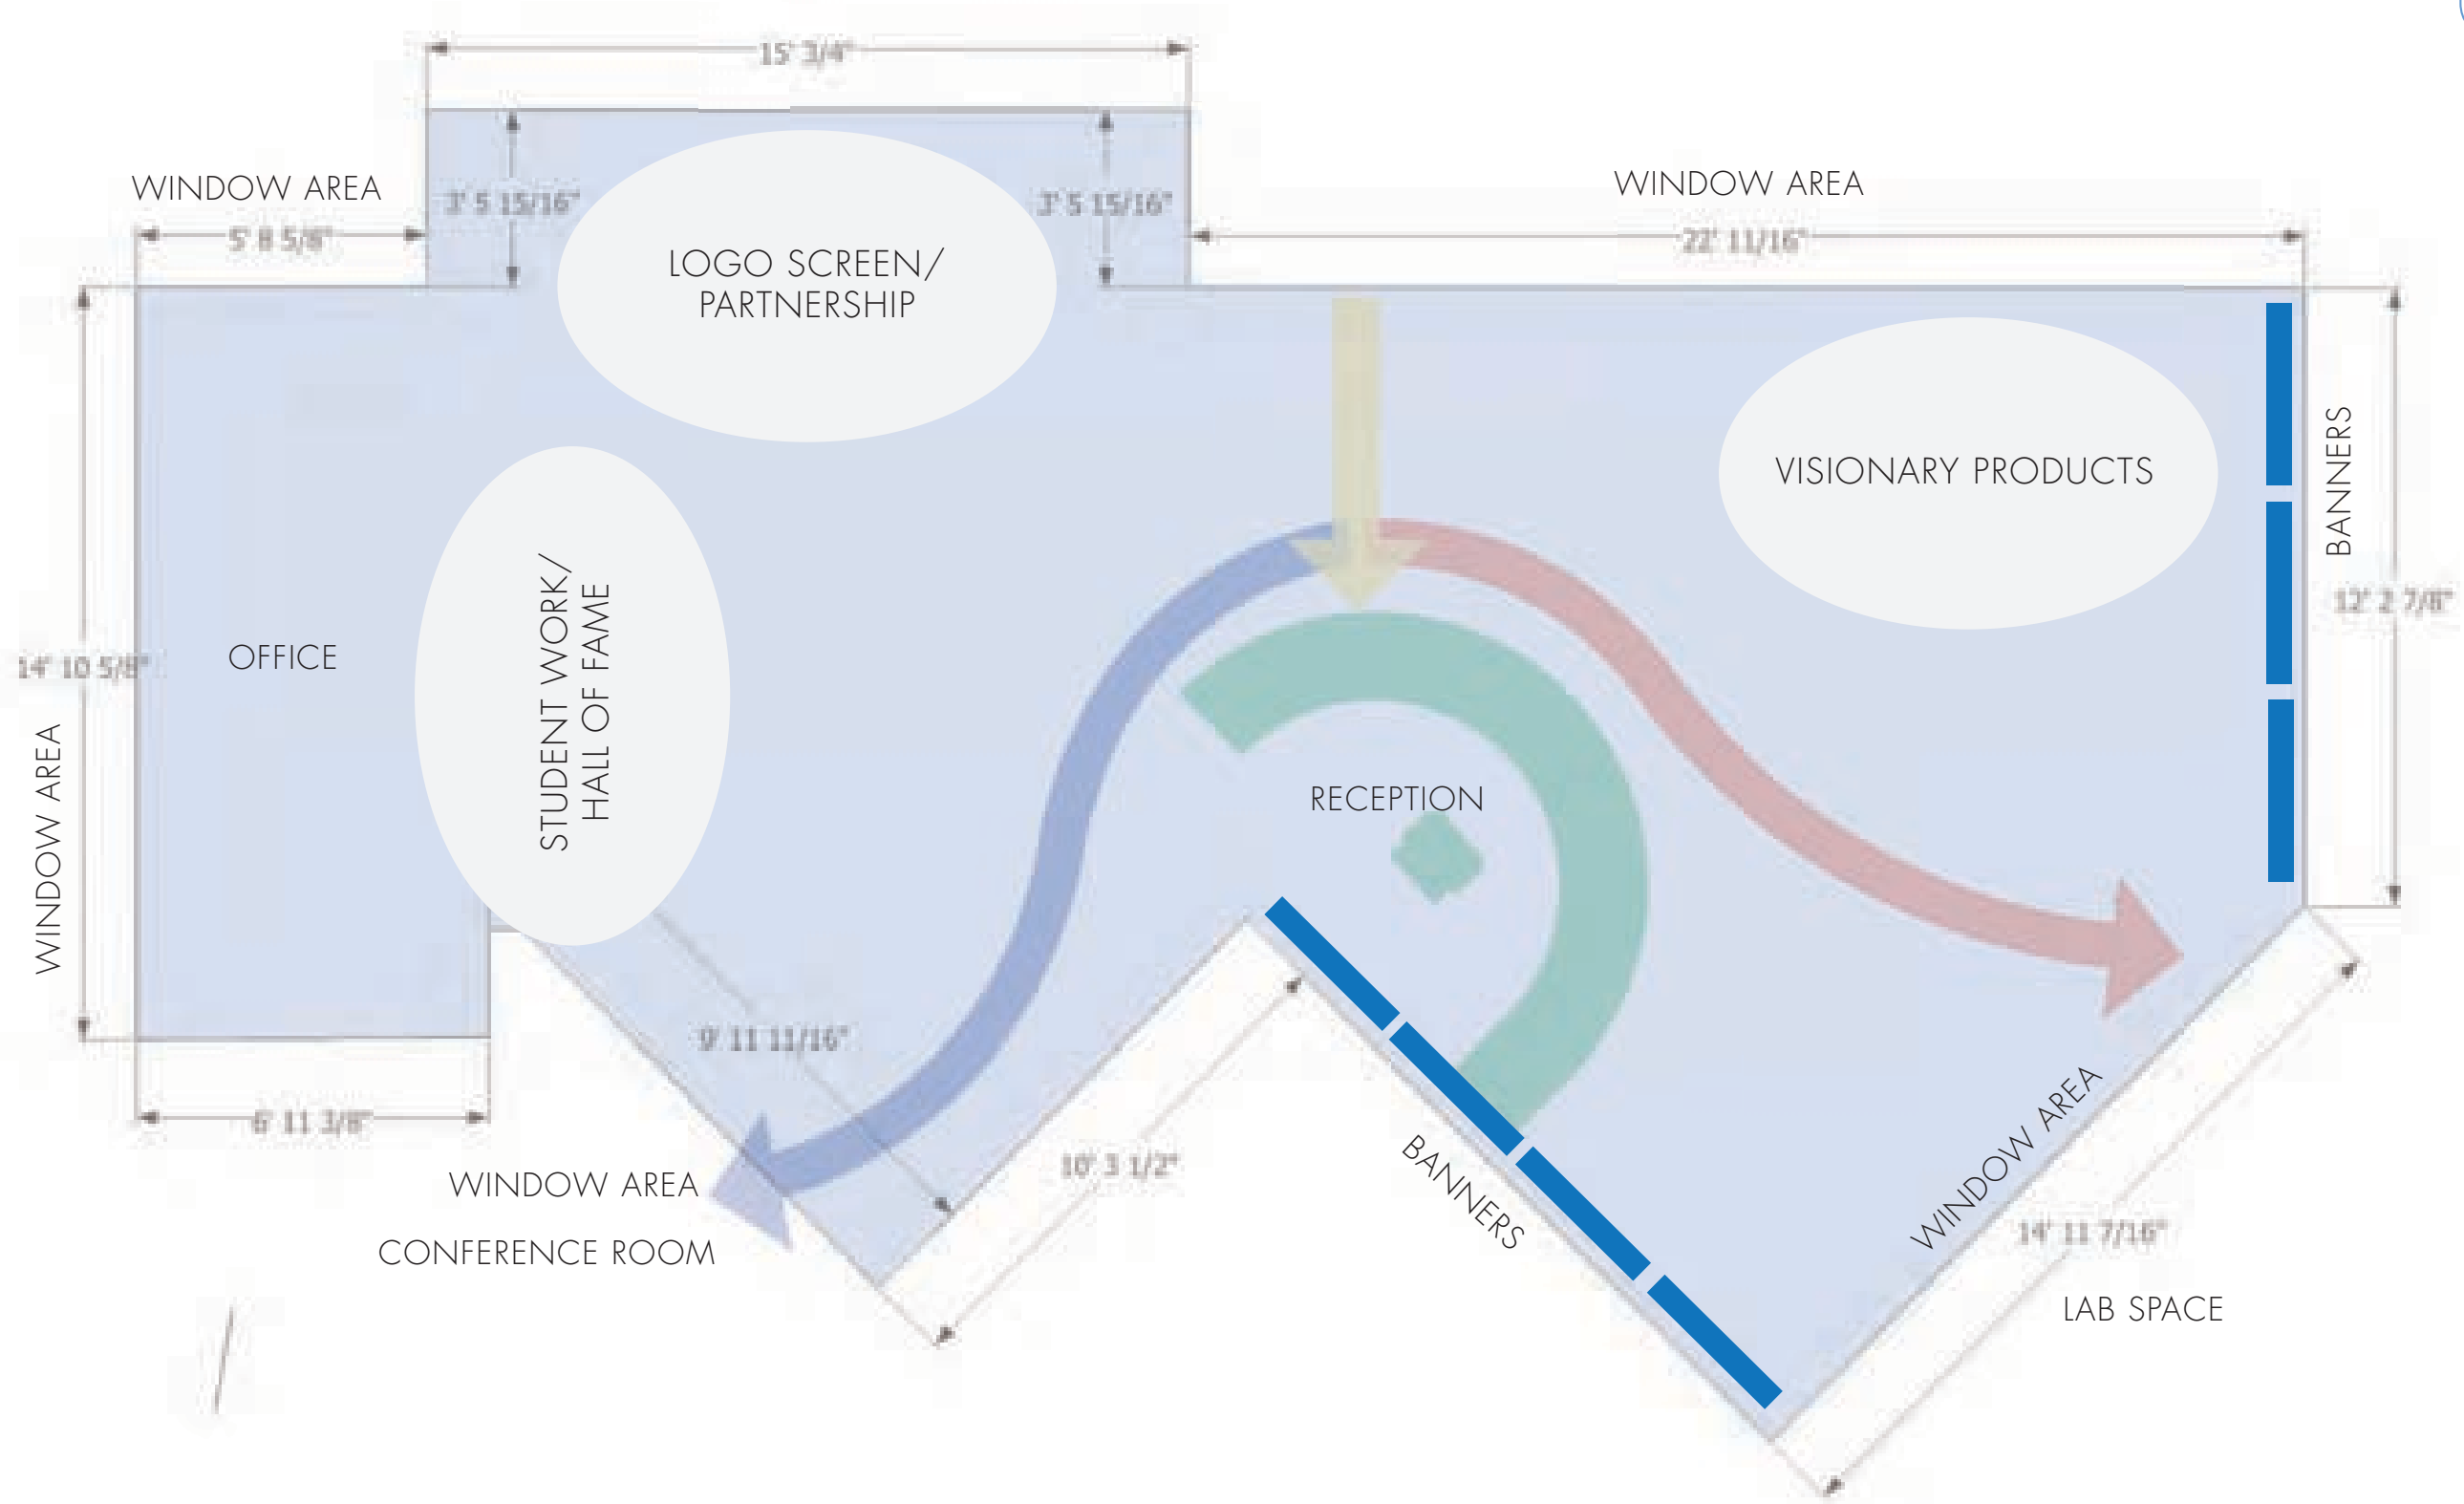 15' 3/4"
WINDOW AREA
3' 5 15/16"
3' 5 15/16"
WINDOW AREA
5' 8 5/8"
22' 11/16"
LOGO SCREEN/
PARTNERSHIP
VISIONARY PRODUCTS
BANNERS
12' 2 7/8"
STUDENT WORK/
HALL OF FAME
OFFICE
14' 10 5/8"
WINDOW AREA
RECEPTION
9' 11 11/16"
6' 11 3/8"
10' 3 1/2"
WINDOW AREA
CONFERENCE ROOM
BANNERS
WINDOW AREA
14' 11 7/16"
LAB SPACE